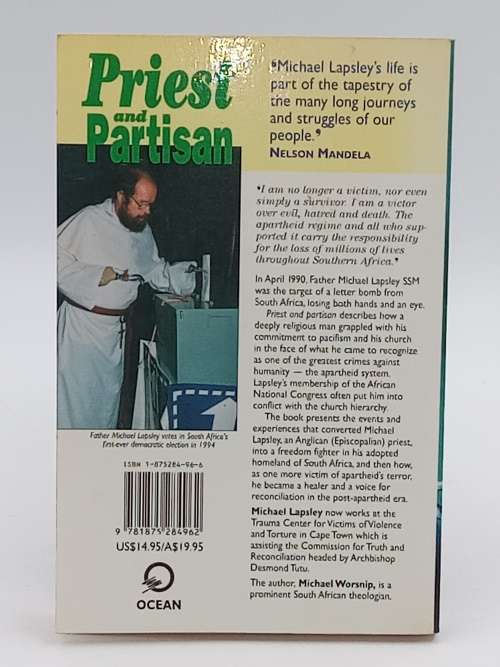 Priest
and
Partisan
"Michael Lapsley's life is
part of the tapestry of
the many long journeys
and struggles of our
people."
NELSON MANDELA
"I am no longer a victim, nor even
simply a survivor. I am a victor
over evil, hatred and death. The
apartheid regime and all who sup-
ported it carry the responsibility
for the loss of millions of lives
throughout Southern Africa."
In April 1990, Father Michael Lapsley SSM
was the target of a letter bomb from
South Africa, losing both hands and an eye.
Priest and partisan describes how a
deeply religious man grappled with his
commitment to pacifism and his church
in the face of what he came to recognize
as one of the greatest crimes against
humanity — the apartheid system.
Lapsley's membership of the African
National Congress often put him into
conflict with the church hierarchy.
The book presents the events and
experiences that converted Michael
Lapsley, an Anglican (Episcopalian) priest,
into a freedom fighter in his adopted
homeland of South Africa, and then how,
as one more victim of apartheid's terror,
he became a healer and a voice for
reconciliation in the post-apartheid era.
Michael Lapsley now works at the
Trauma Center for Victims of Violence
and Torture in Cape Town which is
assisting the Commission for Truth and
Reconciliation headed by Archbishop
Desmond Tutu.
The author, Michael Worsnip, is a
prominent South African theologian.
Father Michael Lapsley votes in South Africa's
first-ever democratic election in 1994
ISBN 1-875284-96-6
9 781875 284962
US$14.95/A$19.95
OCEAN